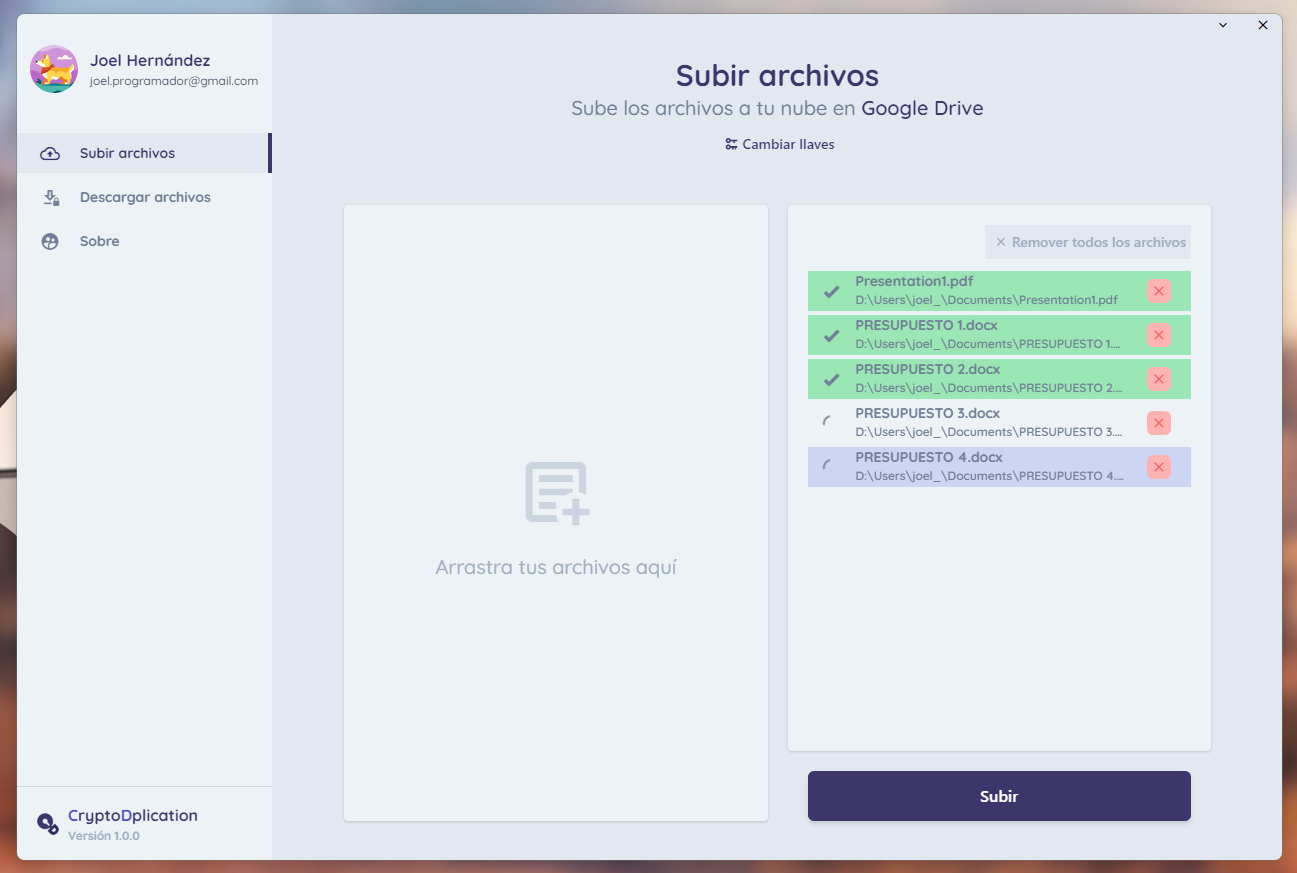 Joel Hernández
joel.programador@gmail.com
Subir archivos
Descargar archivos
Sobre
CryptoDplication
Versión 1.0.0
Subir archivos
Sube los archivos a tu nube en Google Drive
Cambiar llaves
Arrastra tus archivos aquí
Remover todos los archivos
Presentation1.pdf
D:\Users\joel_\Documents\Presentation1.pdf
PRESUPUESTO 1.docx
D:\Users\joel_\Documents\PRESUPUESTO 1....
PRESUPUESTO 2.docx
D:\Users\joel_\Documents\PRESUPUESTO 2....
PRESUPUESTO 3.docx
D:\Users\joel_\Documents\PRESUPUESTO 3....
PRESUPUESTO 4.docx
D:\Users\joel_\Documents\PRESUPUESTO 4....
Subir